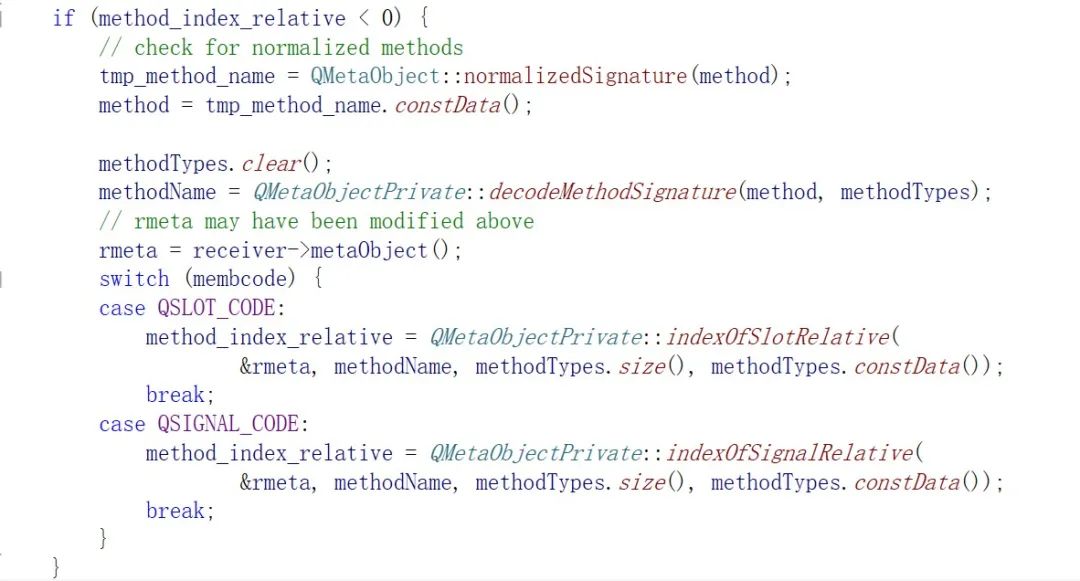 if (method_index_relative < 0) {
// check for normalized methods
tmp_method_name = QMetaObject::normalizedSignature(method);
method = tmp_method_name.constData();
methodTypes.clear();
methodName = QMetaObjectPrivate::decodeMethodSignature(method, methodTypes);
// rmeta may have been modified above
rmeta = receiver->metaObject();
switch (membcode) {
case QSLOT_CODE:
method_index_relative = QMetaObjectPrivate::indexOfSlotRelative(
&rmeta, methodName, methodTypes.size(), methodTypes.constData());
break;
case QSIGNAL_CODE:
method_index_relative = QMetaObjectPrivate::indexOfSignalRelative(
&rmeta, methodName, methodTypes.size(), methodTypes.constData());
break;
}
}